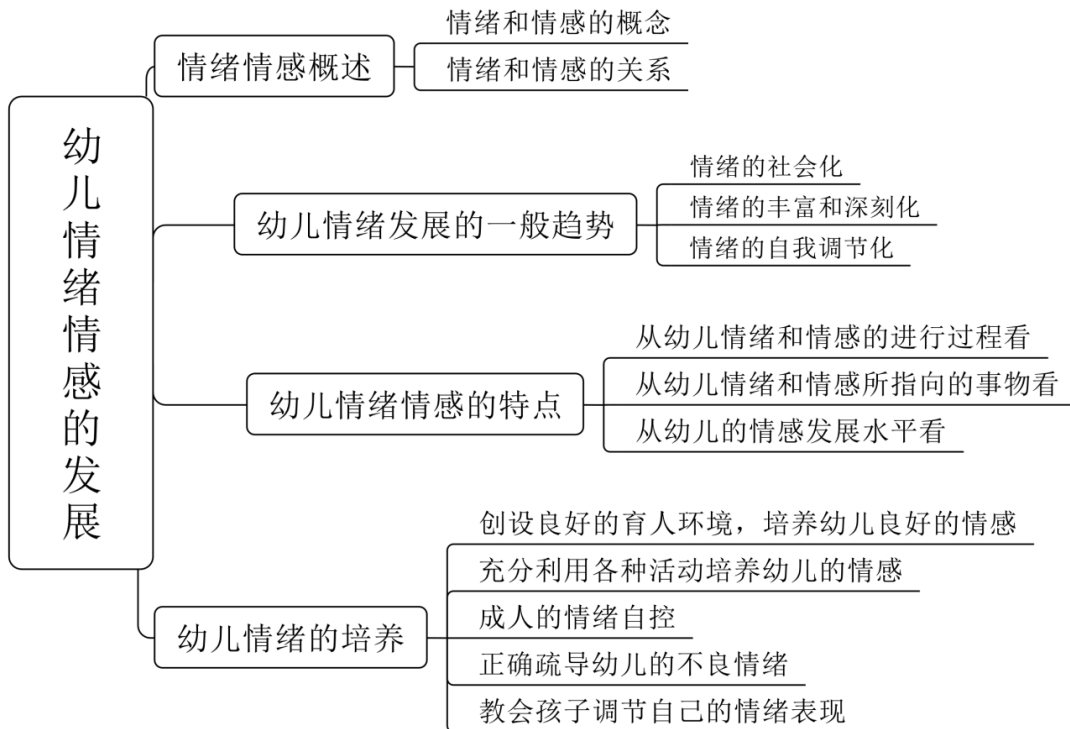 幼儿情绪情感的发展
情绪情感概述
情绪和情感的概念
情绪和情感的关系
幼儿情绪发展的一般趋势
情绪的社会化
情绪的丰富和深刻化
情绪的自我调节化
幼儿情绪情感的特点
从幼儿情绪和情感的进行过程看
从幼儿情绪和情感所指向的事物看
从幼儿的情感发展水平看
幼儿情绪的培养
创设良好的育人环境，培养幼儿良好的情感
充分利用各种活动培养幼儿的情感
成人的情绪自控
正确疏导幼儿的不良情绪
教会孩子调节自己的情绪表现